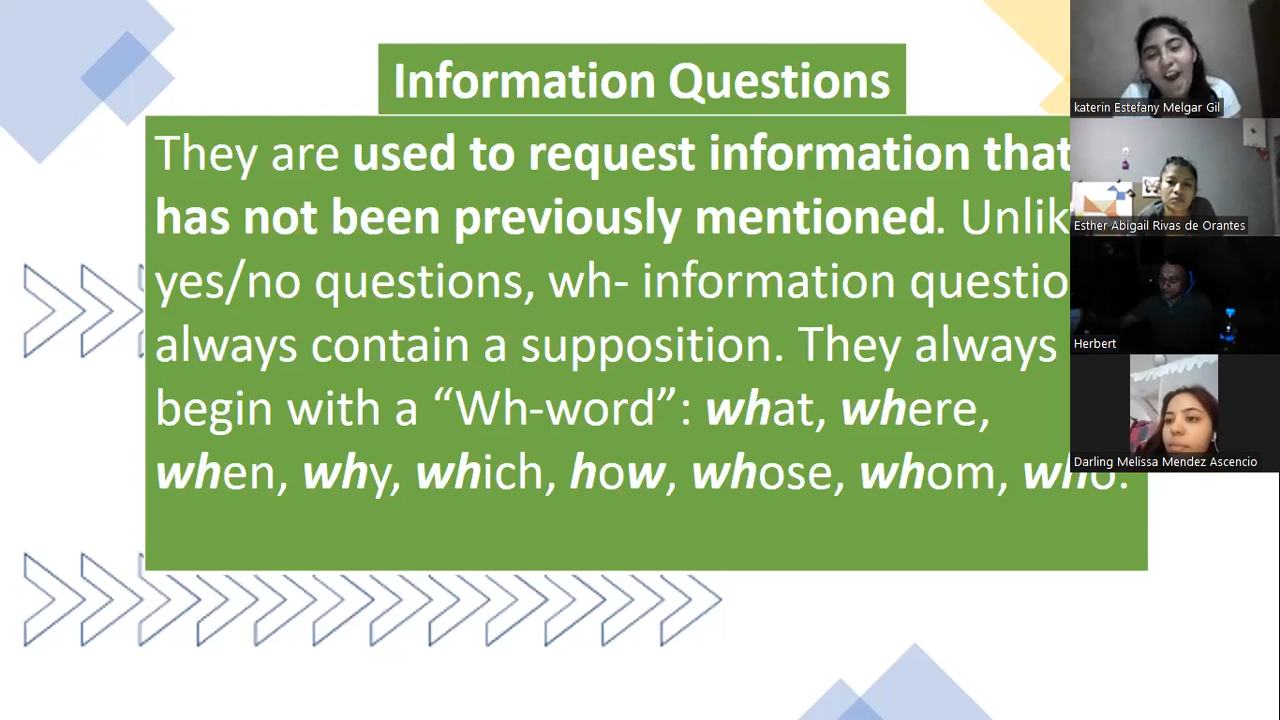 Information Questions
They are used to request information that
has not been previously mentioned. Unlik
yes/no questions, wh- information questio
always contain a supposition. They always
begin with a “Wh-word”: what, where,
when, why, which, how, whose, whom, who.
katerin Estefany Melgar Gil
Esther Abigail Rivas de Orantes
Herbert
Darling Melissa Mendez Ascencio